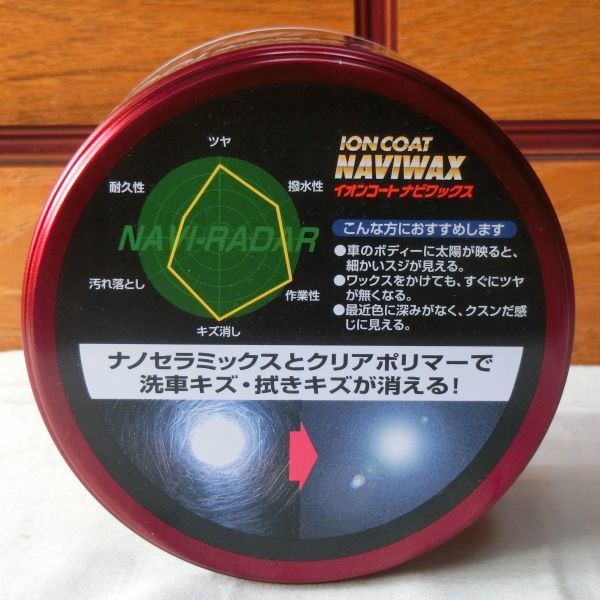 ION COAT
NAVIWAX
イオンコート ナビワックス
ツヤ
耐久性
撥水性
NAVI-RADAR
汚れ落とし
作業性
キズ消し
こんな方におすすめします
●車のボディーに太陽が映ると、
細かいスジが見える。
●ワックスをかけても、すぐにツヤ
が無くなる。
●最近色に深みがなく、クスンだ感
じに見える。
ナノセラミックスとクリアポリマーで
洗車キズ・拭きキズが消える!